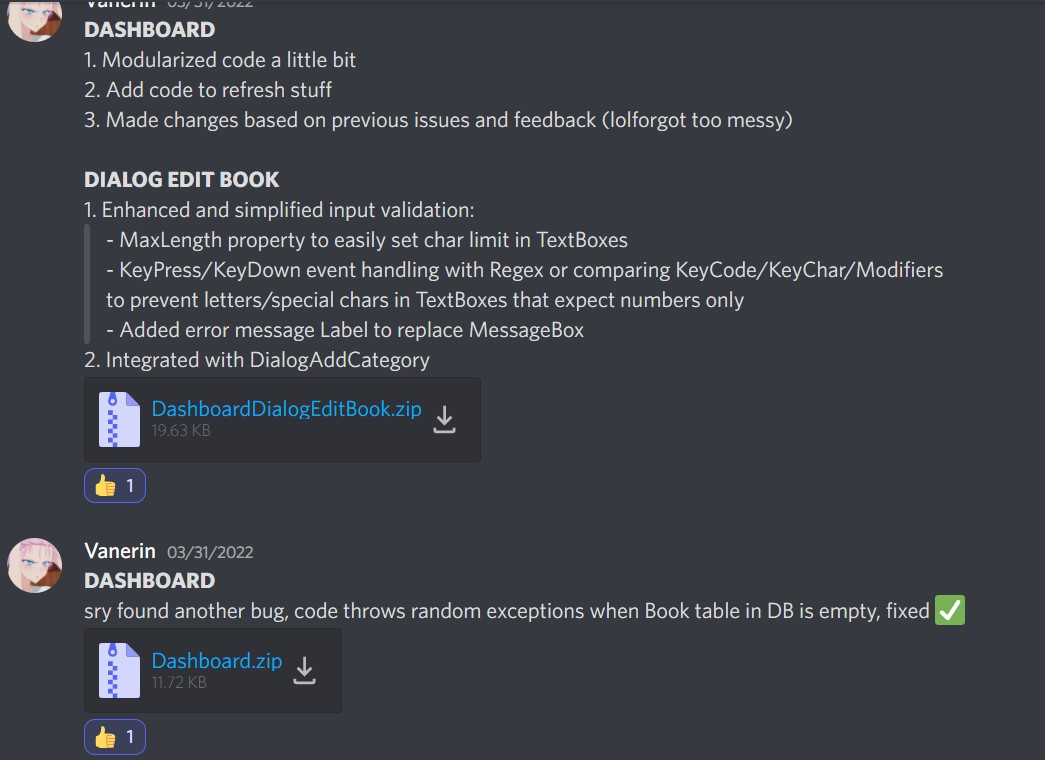 Vanerin 03/31/2022
DASHBOARD
1. Modularized code a little bit
2. Add code to refresh stuff
3. Made changes based on previous issues and feedback (lolforgot too messy)
DIALOG EDIT BOOK
1. Enhanced and simplified input validation:
- MaxLength property to easily set char limit in TextBoxes
- KeyPress/KeyDown event handling with Regex or comparing KeyCode/KeyChar/Modifiers
to prevent letters/special chars in TextBoxes that expect numbers only
- Added error message Label to replace MessageBox
2. Integrated with DialogAddCategory
DashboardDialogEditBook.zip
19.63 KB
1
Vanerin 03/31/2022
DASHBOARD
sry found another bug, code throws random exceptions when Book table in DB is empty, fixed ✅
Dashboard.zip
11.72 KB
1